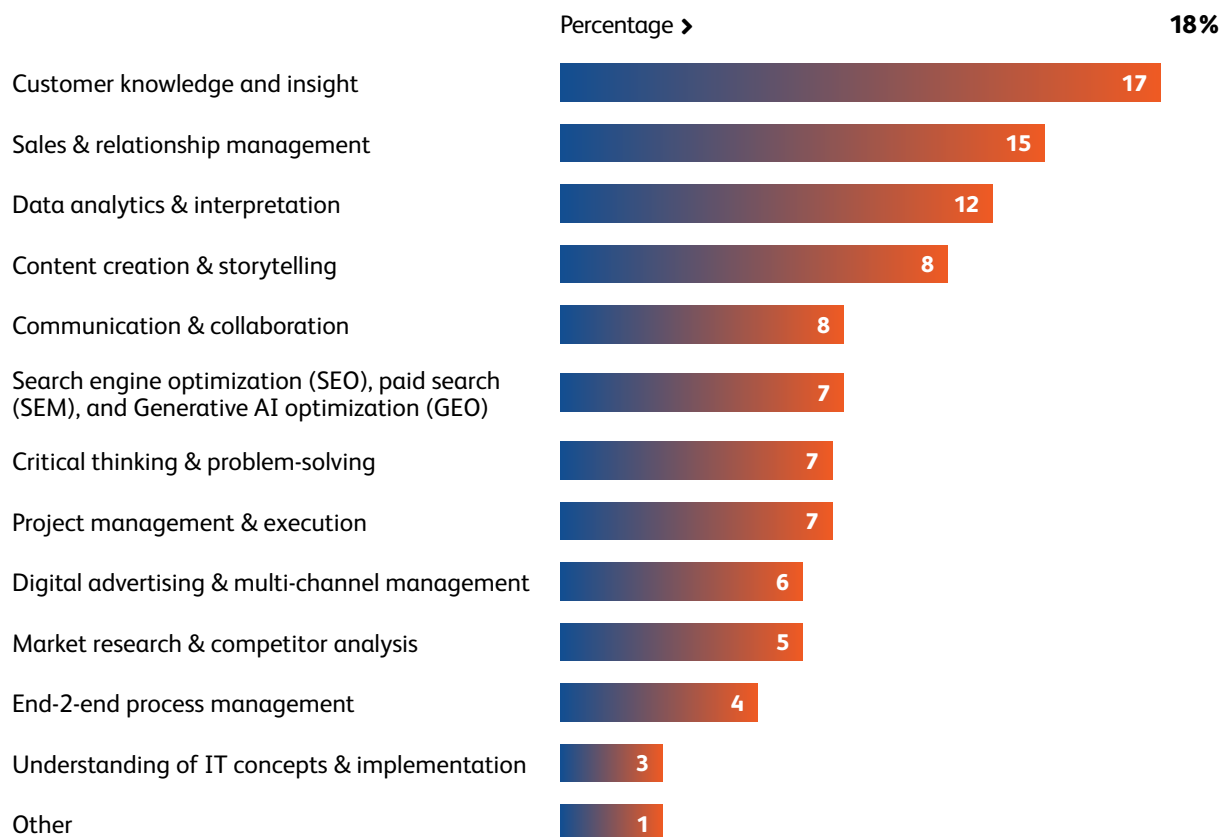 Percentage > 18%
Customer knowledge and insight 17
Sales & relationship management 15
Data analytics & interpretation 12
Content creation & storytelling 8
Communication & collaboration 8
Search engine optimization (SEO), paid search
(SEM), and Generative AI optimization (GEO) 7
Critical thinking & problem-solving 7
Project management & execution 7
Digital advertising & multi-channel management 6
Market research & competitor analysis 5
End-2-end process management 4
Understanding of IT concepts & implementation 3
Other 1